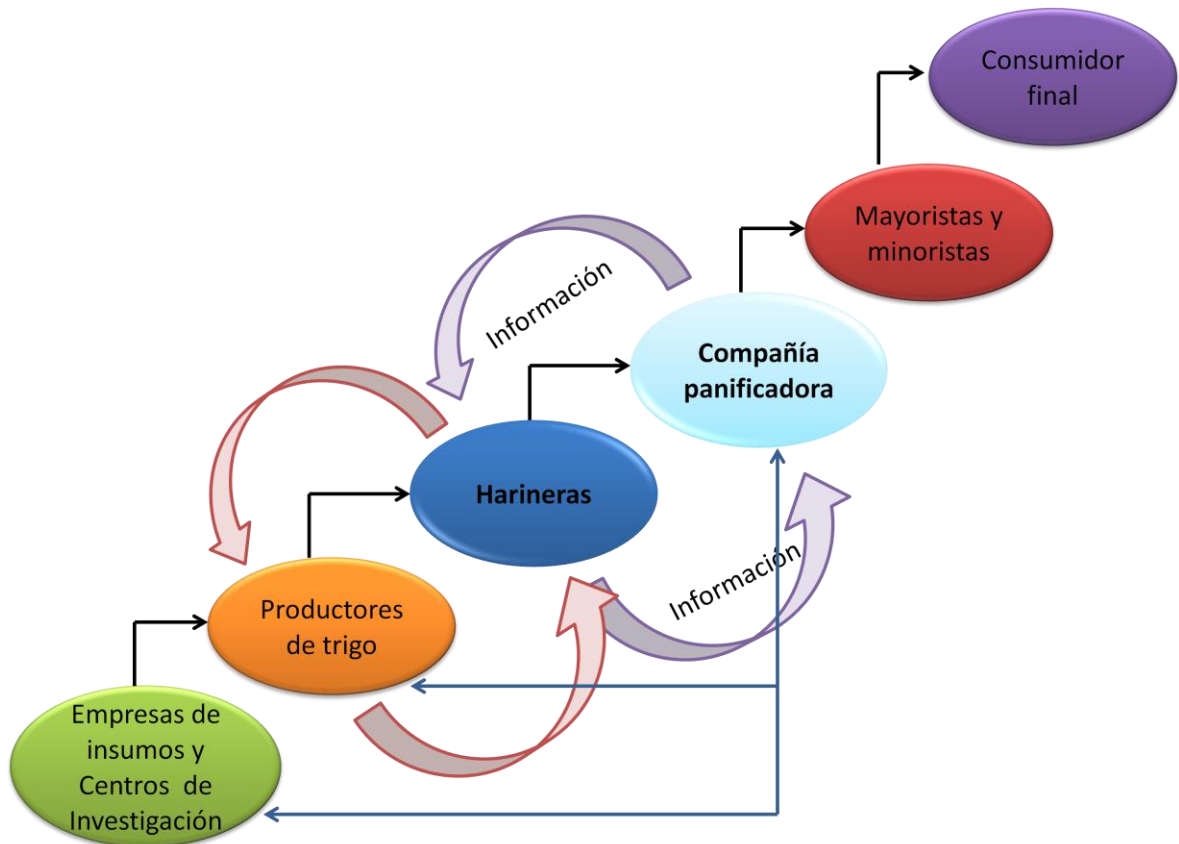 Consumidor
final
Mayoristas y
minoristas
Información
Compañía
panificadora
Harineras
Información
Productores
de trigo
Empresas de
insumos y
Centros de
Investigación